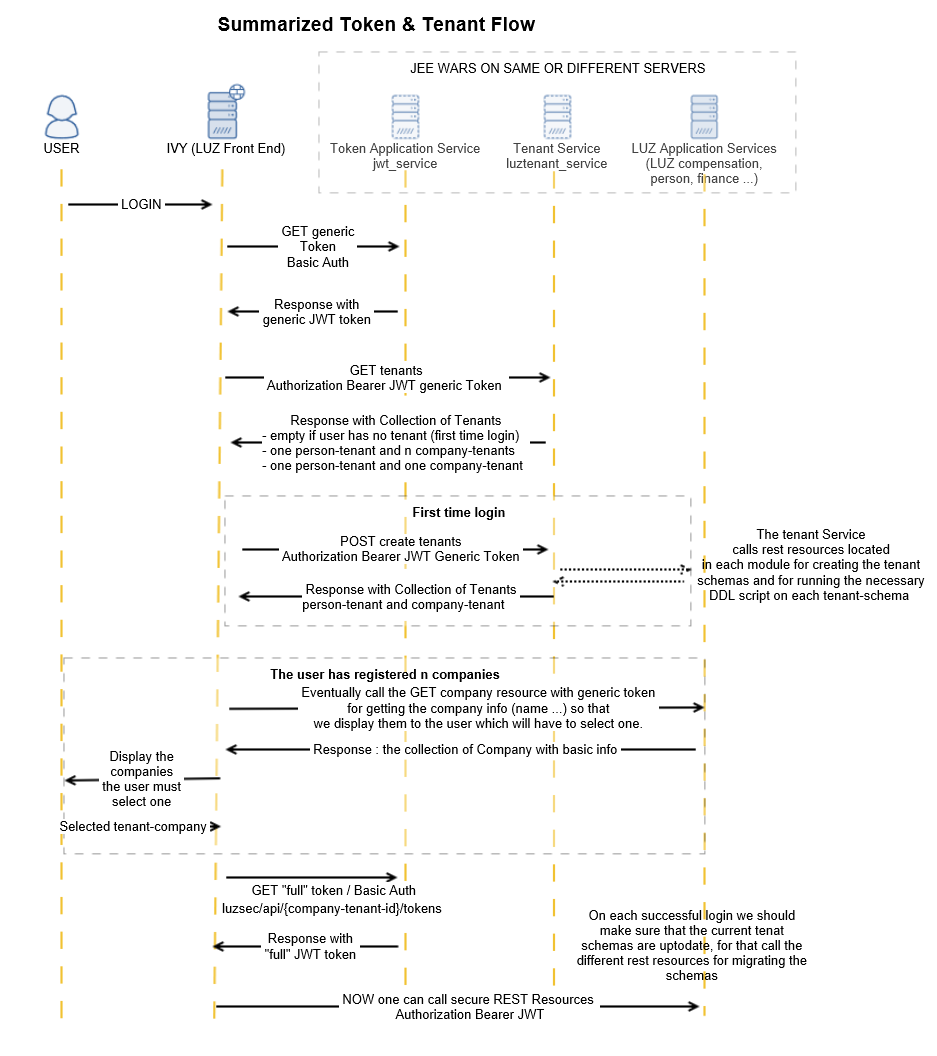 Summarized Token & Tenant Flow
JEE WARS ON SAME OR DIFFERENT SERVERS
USER
IVY (LUZ Front End)
Token Application Service
jwt_service
Tenant Service
luztenant_service
LUZ Application Services
(LUZ compensation,
person, finance ...)
LOGIN
GET generic
Token
Basic Auth
Response with
generic JWT token
GET tenants
Authorization Bearer JWT generic Token
Response with Collection of Tenants
- empty if user has no tenant (first time login)
- one person-tenant and n company-tenants
- one person-tenant and one company-tenant
First time login
POST create tenants
Authorization Bearer JWT Generic Token
The tenant Service
calls rest resources located
in each module for creating the tenant
schemas and for running the necessary
DDL script on each tenant-schema
Response with Collection of Tenants
person-tenant and company-tenant
The user has registered n companies
Eventually call the GET company resource with generic token
for getting the company info (name ...) so that
we display them to the user which will have to select one.
Response : the collection of Company with basic info
Display the
companies
the user must
select one
Selected tenant-company
GET "full" token / Basic Auth
luzsec/api/{company-tenant-id}/tokens
On each successful login we should
make sure that the current tenat
schemas are uptodate, for that call the
different rest resources for migrating the
schemas
Response with
"full" JWT token
NOW one can call secure REST Resources
Authorization Bearer JWT